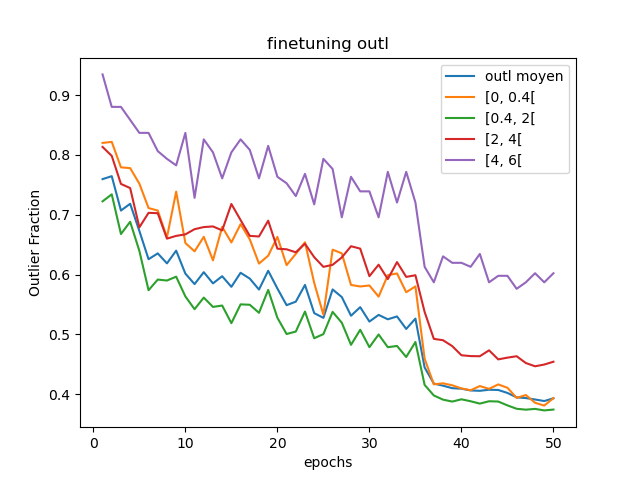 finetuning outl
outl moyen
[0, 0.4[
[0.4, 2[
[2, 4[
[4, 6[
Outlier Fraction
0.9
0.8
0.7
0.6
0.5
0.4
0 10 20 30 40 50
epochs